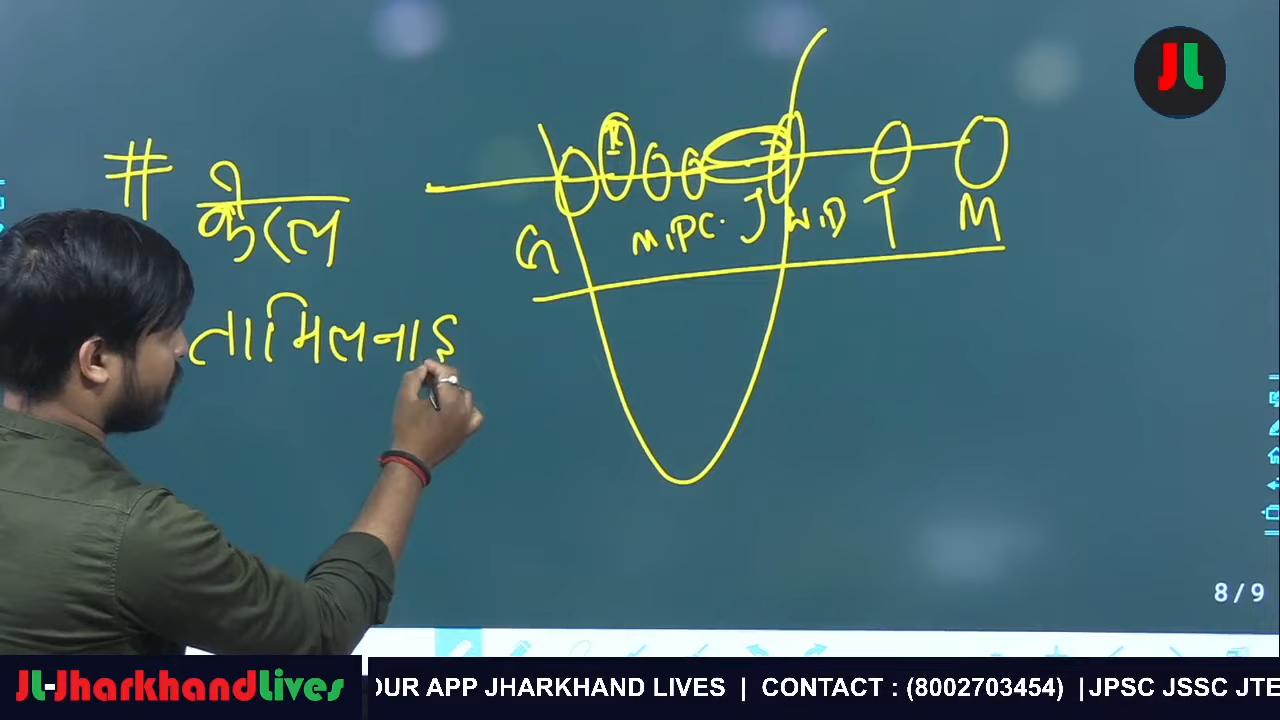 JL
#
केरल
तामिलनाड
R
G
M.P C. J W.B T M
8 / 9
JL-JharkhandLives
OUR APP JHARKHAND LIVES | CONTACT : (8002703454) | JPSC JSSC JTE